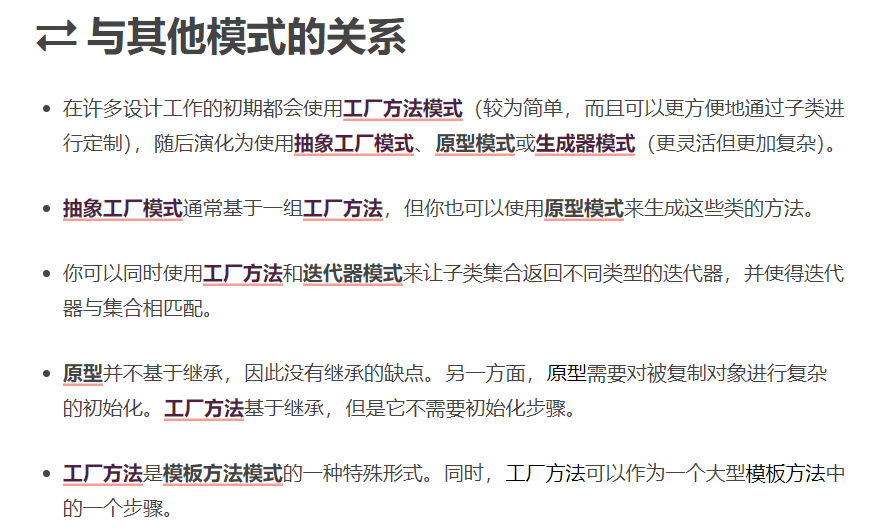 ⇄ 与其他模式的关系
• 在许多设计工作的初期都会使用工厂方法模式（较为简单，而且可以更方便地通过子类进
行定制），随后演化为使用抽象工厂模式、原型模式或生成器模式（更灵活但更加复杂）。
• 抽象工厂模式通常基于一组工厂方法，但你也可以使用原型模式来生成这些类的方法。
• 你可以同时使用工厂方法和迭代器模式来让子类集合返回不同类型的迭代器，并使得迭代
器与集合相匹配。
• 原型并不基于继承，因此没有继承的缺点。另一方面，原型需要对被复制对象进行复杂
的初始化。工厂方法基于继承，但是它不需要初始化步骤。
• 工厂方法是模板方法模式的一种特殊形式。同时，工厂方法可以作为一个大型模板方法中
的一个步骤。